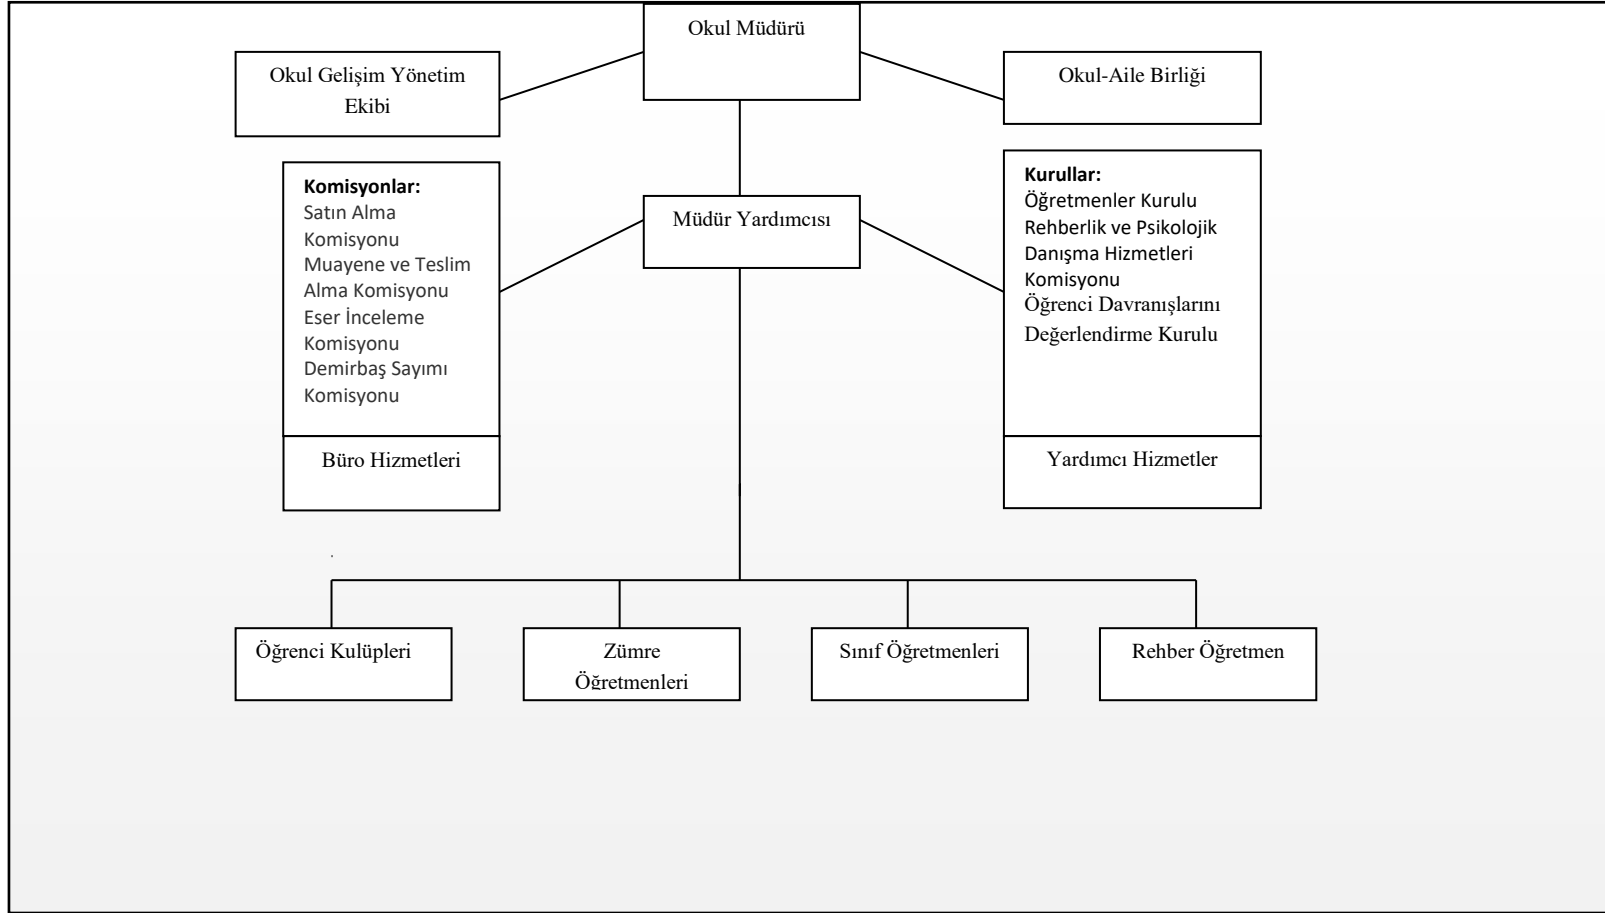 Okul Müdürü
Okul Gelişim Yönetim
Ekibi
Okul-Aile Birliği
Komisyonlar:
Satın Alma
Komisyonu
Muayene ve Teslim
Alma Komisyonu
Eser İnceleme
Komisyonu
Demirbaş Sayımı
Komisyonu
Müdür Yardımcısı
Kurullar:
Öğretmenler Kurulu
Rehberlik ve Psikolojik
Danışma Hizmetleri
Komisyonu
Öğrenci Davranışlarını
Değerlendirme Kurulu
Büro Hizmetleri
Yardımcı Hizmetler
Öğrenci Kulüpleri
Zümre
Öğretmenleri
Sınıf Öğretmenleri
Rehber Öğretmen